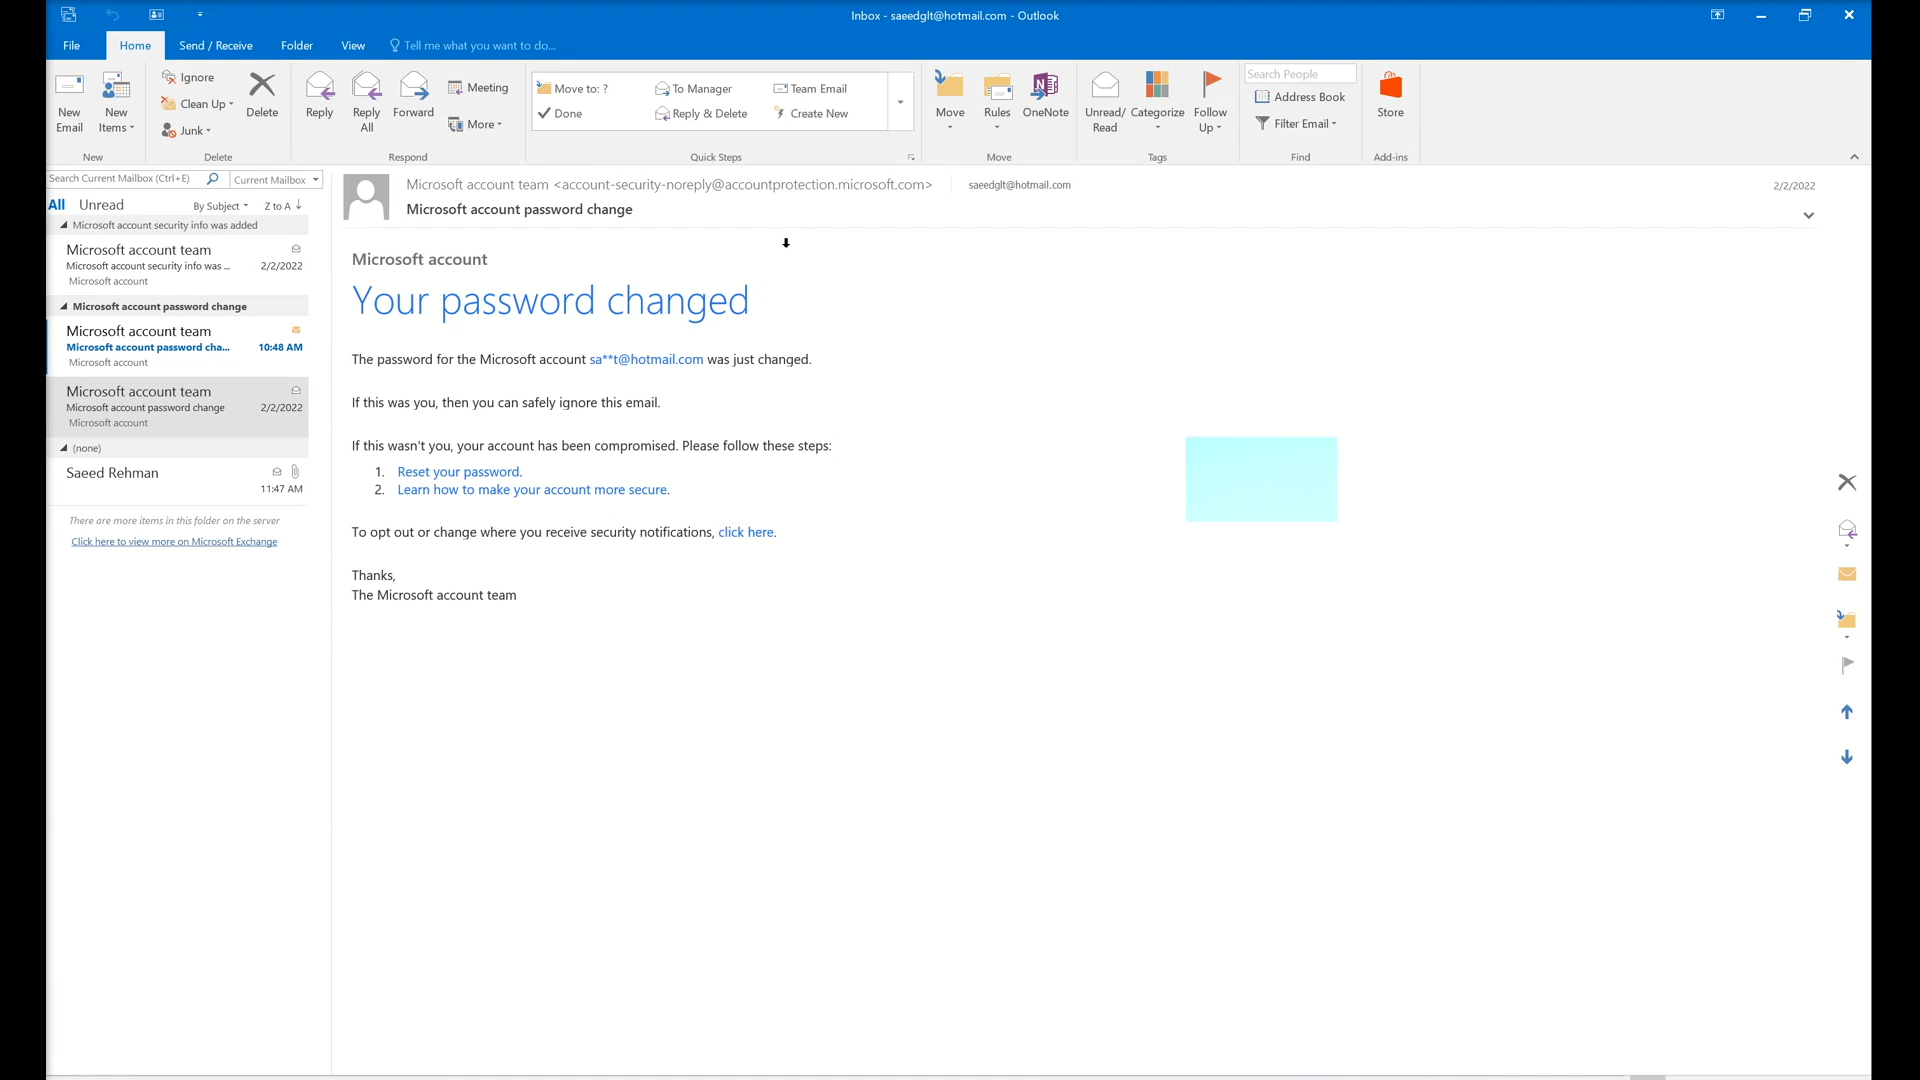 Inbox - saeedglt@hotmail.com - Outlook
File Home Send / Receive Folder View Tell me what you want to do...
New Email
New Items
New
Ignore
Clean Up
Junk
Delete
Delete
Reply
Reply All
Forward
Meeting
More
Respond
Move to: ? To Manager Team Email
Done Reply & Delete Create New
Quick Steps
Move
Rules
OneNote
Move
Unread/ Read
Categorize
Follow Up
Tags
Search People
Address Book
Filter Email
Find
Store
Add-ins
Search Current Mailbox (Ctrl+E) Current Mailbox
All Unread By Subject Z to A
Microsoft account security info was added
Microsoft account team
Microsoft account security info was ... 2/2/2022
Microsoft account
Microsoft account password change
Microsoft account team
Microsoft account password cha... 10:48 AM
Microsoft account
Microsoft account team
Microsoft account password change 2/2/2022
Microsoft account
(none)
Saeed Rehman
11:47 AM
There are more items in this folder on the server
Click here to view more on Microsoft Exchange
Microsoft account team <account-security-noreply@accountprotection.microsoft.com> saeedglt@hotmail.com 2/2/2022
Microsoft account password change
Microsoft account
Your password changed
The password for the Microsoft account sa**t@hotmail.com was just changed.
If this was you, then you can safely ignore this email.
If this wasn't you, your account has been compromised. Please follow these steps:
1. Reset your password.
2. Learn how to make your account more secure.
To opt out or change where you receive security notifications, click here.
Thanks,
The Microsoft account team